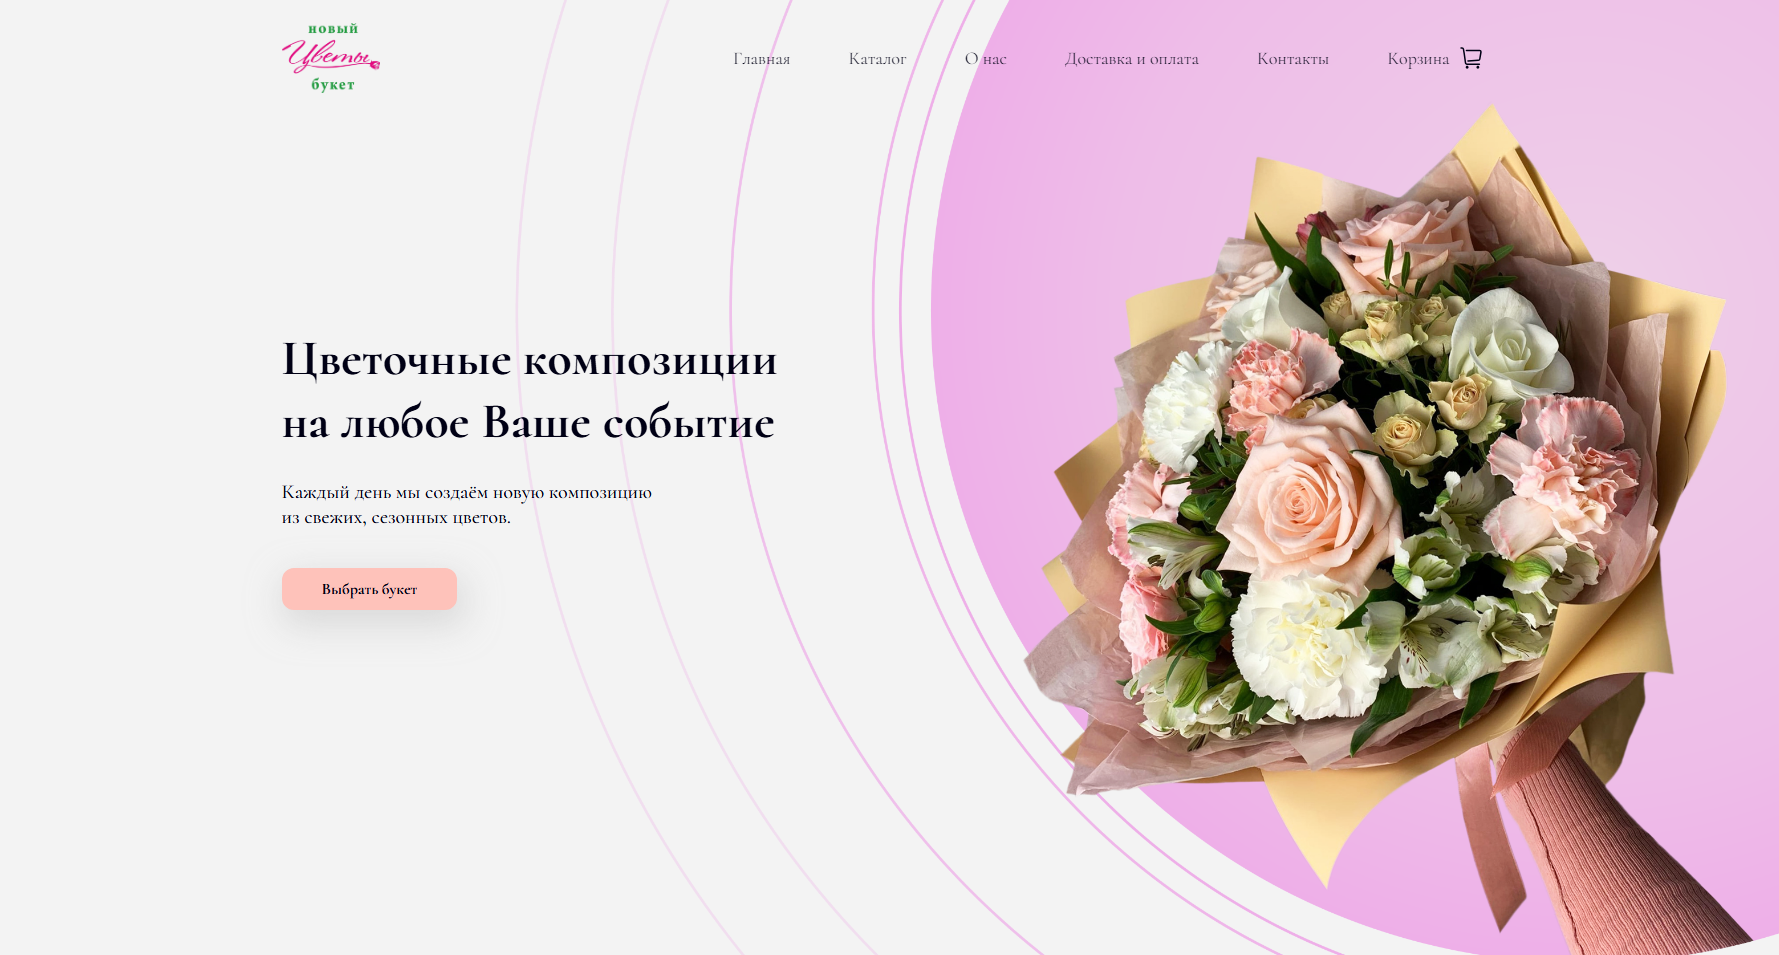 новый
Цветы
букет
Главная
Каталог
О нас
Доставка и оплата
Контакты
Корзина
Цветочные композиции
на любое Ваше событие
Каждый день мы создаём новую композицию
из свежих, сезонных цветов.
Выбрать букет